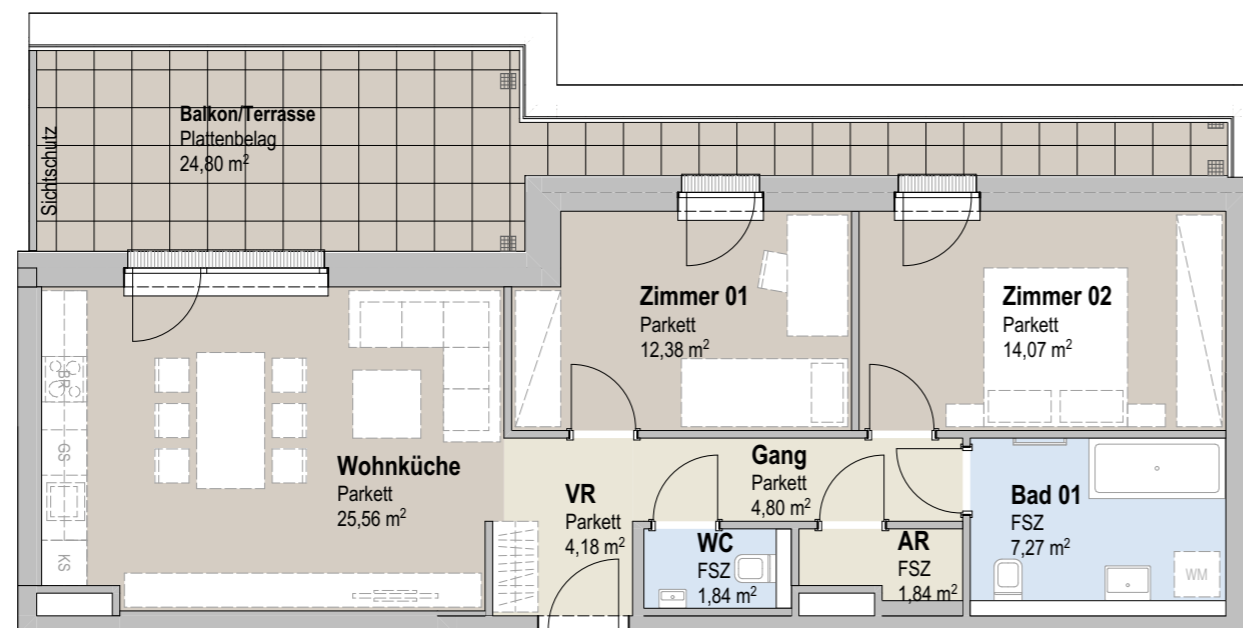 Balkon/Terrasse
Plattenbelag
24,80 m²
Sichtschutz
Zimmer 01
Parkett
12,38 m²
Zimmer 02
Parkett
14,07 m²
BR
GS
KS
Wohnküche
Parkett
25,56 m²
VR
Parkett
4,18 m²
Gang
Parkett
4,80 m²
WC
FSZ
1,84 m²
AR
FSZ
1,84 m²
Bad 01
FSZ
7,27 m²
WM